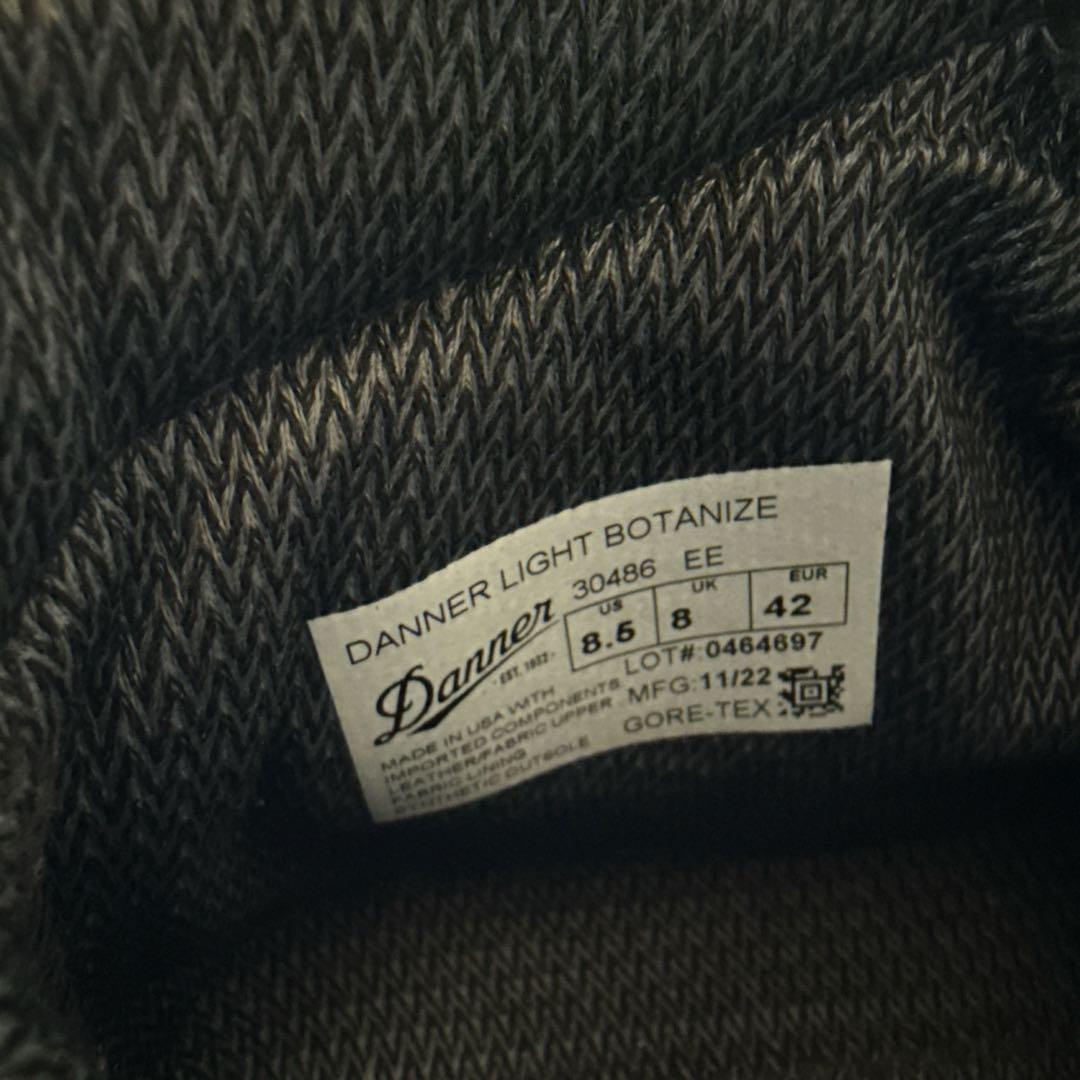 DANNER LIGHT BOTANIZE
30486 EE
Danner
EST. 1932
US UK EUR
8.5 8 42
LOT#:0464697
MFG:11/22
GORE-TEX
MADE IN USA WITH
IMPORTED COMPONENTS
LEATHER/FABRIC UPPER
FABRIC LINING
SYNTHETIC OUTSOLE